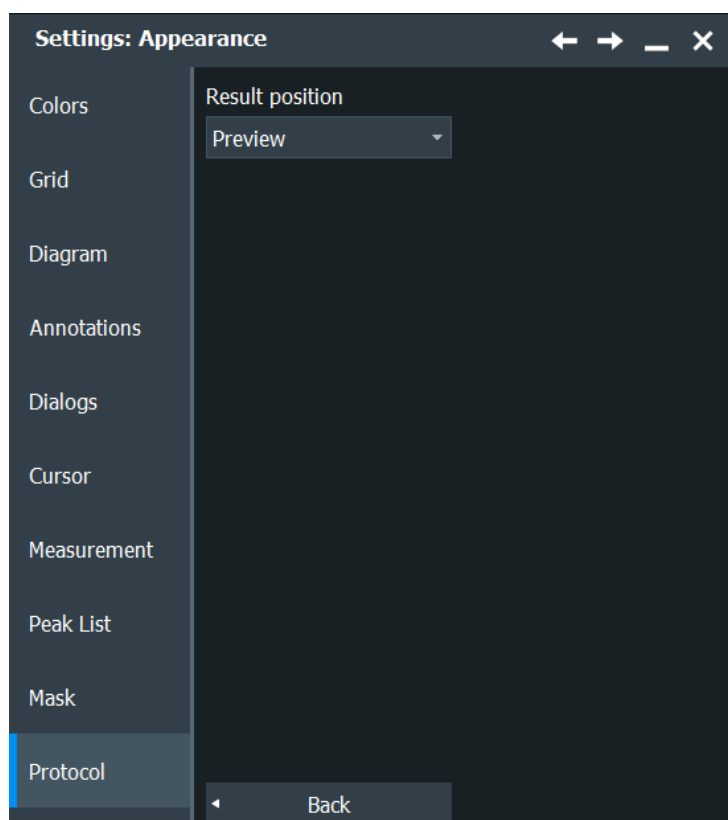 Settings: Appearance
Colors
Grid
Diagram
Annotations
Dialogs
Cursor
Measurement
Peak List
Mask
Protocol
Result position
Preview
Back